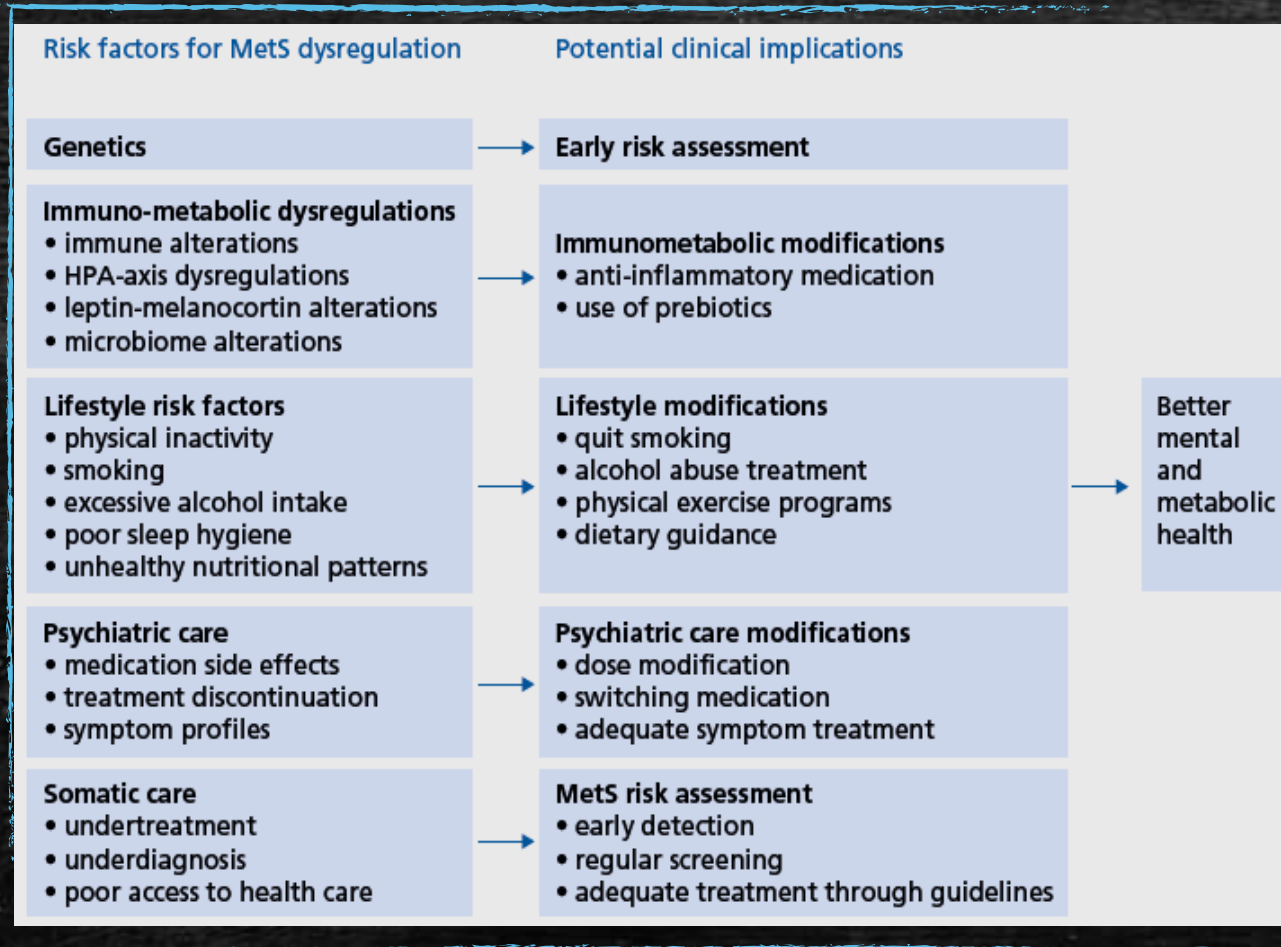 Risk factors for MetS dysregulation
Potential clinical implications
Genetics
Early risk assessment
Immuno-metabolic dysregulations
• immune alterations
• HPA-axis dysregulations
• leptin-melanocortin alterations
• microbiome alterations
Immunometabolic modifications
• anti-inflammatory medication
• use of prebiotics
Lifestyle risk factors
• physical inactivity
• smoking
• excessive alcohol intake
• poor sleep hygiene
• unhealthy nutritional patterns
Lifestyle modifications
• quit smoking
• alcohol abuse treatment
• physical exercise programs
• dietary guidance
Better
mental
and
metabolic
health
Psychiatric care
• medication side effects
• treatment discontinuation
• symptom profiles
Psychiatric care modifications
• dose modification
• switching medication
• adequate symptom treatment
Somatic care
• undertreatment
• underdiagnosis
• poor access to health care
MetS risk assessment
• early detection
• regular screening
• adequate treatment through guidelines